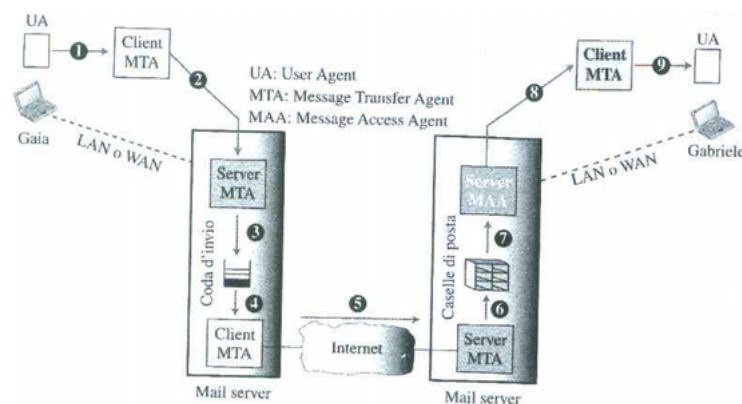 UA
1
Client
MTA
2
UA: User Agent
MTA: Message Transfer Agent
MAA: Message Access Agent
8
Client
MTA
9
UA
Gaia
LAN o WAN
Gabriele
LAN o WAN
Server
MTA
3
Coda d'invio
4
Client
MTA
Mail server
5
Internet
Server
MAA
7
Caselle di posta
6
Server
MTA
Mail server